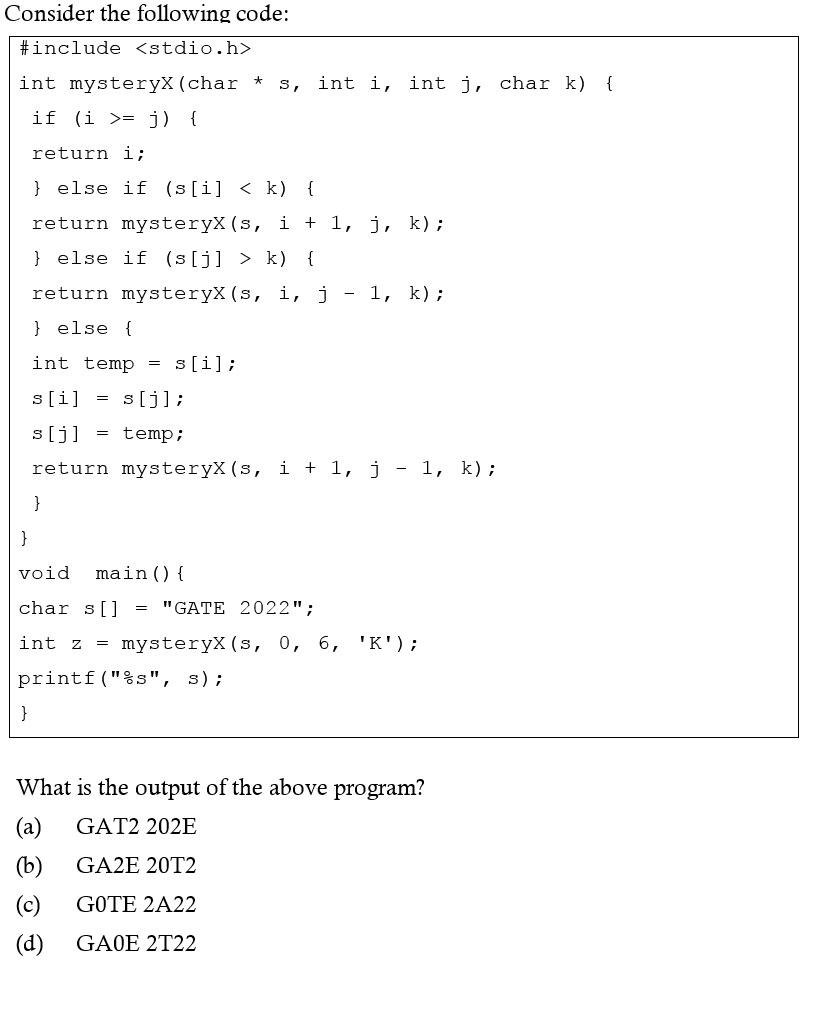 Consider the following code:
#include <stdio.h>
int mysteryX(char * s, int i, int j, char k) {
if (i >= j) {
return i;
} else if (s[i] < k) {
return mysteryX(s, i + 1, j, k);
} else if (s[j] > k) {
return mysteryX(s, i, j - 1, k);
} else {
int temp = s[i];
s[i] = s[j];
s[j] = temp;
return mysteryX(s, i + 1, j - 1, k);
}
}
void main(){
char s[] = "GATE 2022";
int z = mysteryX(s, 0, 6, 'K');
printf("%s", s);
}
What is the output of the above program?
(a) GAT2 202E
(b) GA2E 20T2
(c) G0TE 2A22
(d) GA0E 2T22